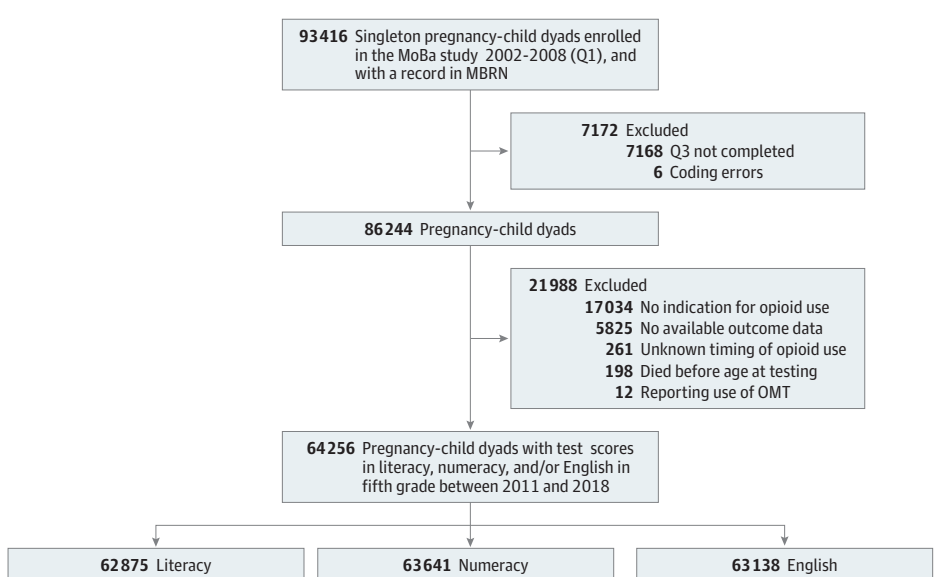 93416 Singleton pregnancy-child dyads enrolled
in the MoBa study 2002-2008 (Q1), and
with a record in MBRN
7172 Excluded
7168 Q3 not completed
6 Coding errors
86244 Pregnancy-child dyads
21988 Excluded
17034 No indication for opioid use
5825 No available outcome data
261 Unknown timing of opioid use
198 Died before age at testing
12 Reporting use of OMT
64256 Pregnancy-child dyads with test scores
in literacy, numeracy, and/or English in
fifth grade between 2011 and 2018
62875 Literacy
63641 Numeracy
63138 English